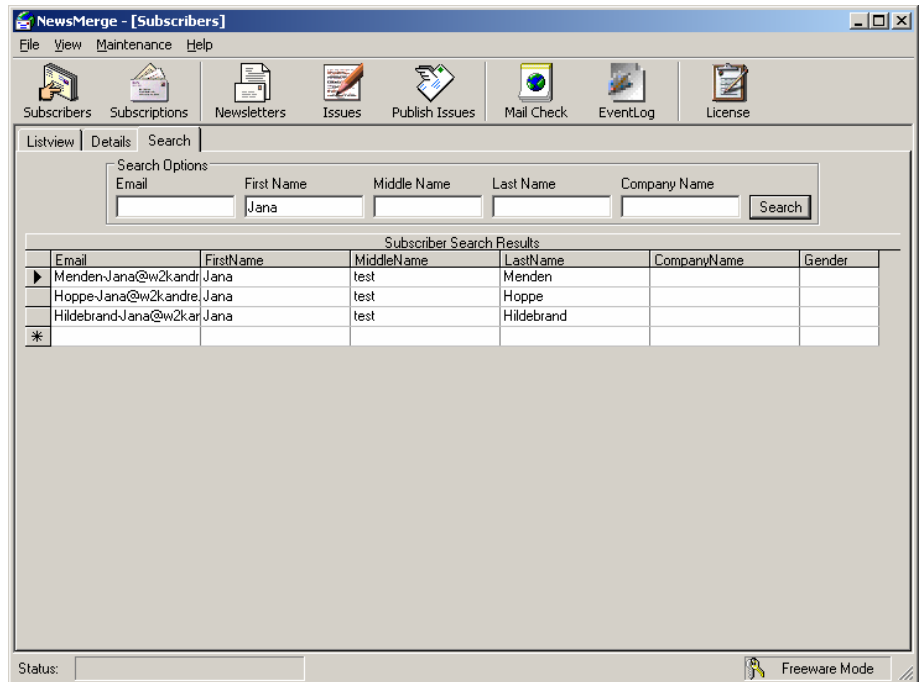 NewsMerge - [Subscribers]
File View Maintenance Help
Subscribers Subscriptions Newsletters Issues Publish Issues Mail Check EventLog License
Listview Details Search
Search Options
Email First Name Middle Name Last Name Company Name
Jana Search
Subscriber Search Results
Email FirstName MiddleName LastName CompanyName Gender
Menden-Jana@w2kandr Jana test Menden
Hoppe-Jana@w2kandre. Jana test Hoppe
Hildebrand-Jana@w2kar Jana test Hildebrand
Status: Freeware Mode